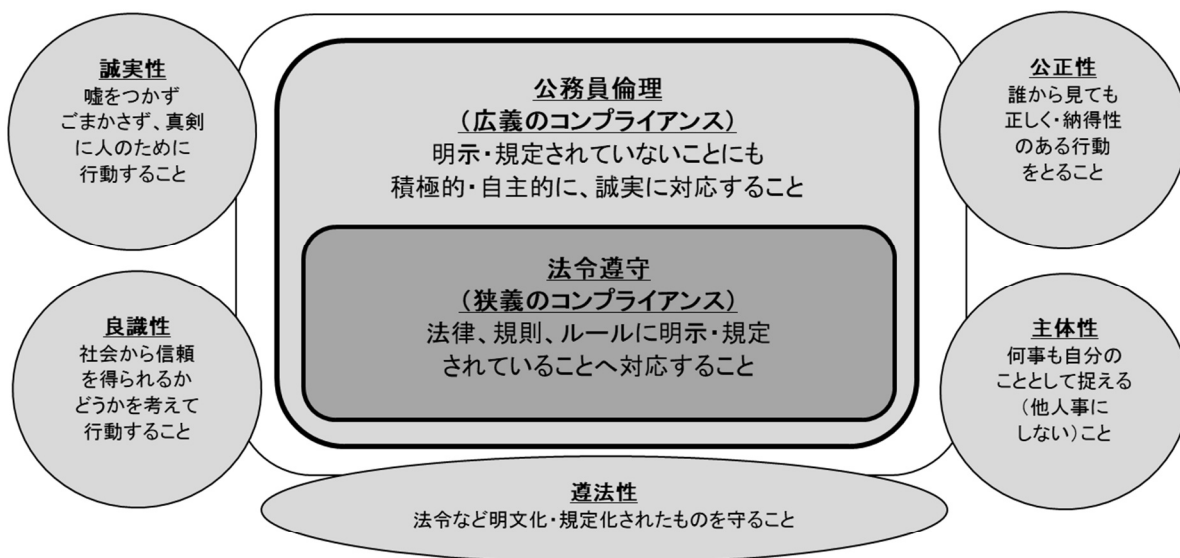 誠実性
嘘をつかず
ごまかさず、真剣
に人のために
行動すること
公務員倫理
(広義のコンプライアンス)
明示・規定されていないことにも
積極的・自主的に、誠実に対応すること
公正性
誰から見ても
正しく・納得性
のある行動
をとること
法令遵守
(狭義のコンプライアンス)
法律、規則、ルールに明示・規定
されていることへ対応すること
良識性
社会から信頼
を得られるか
どうかを考えて
行動すること
主体性
何事も自分の
こととして捉える
(他人事に
しない)こと
遵法性
法令など明文化・規定化されたものを守ること